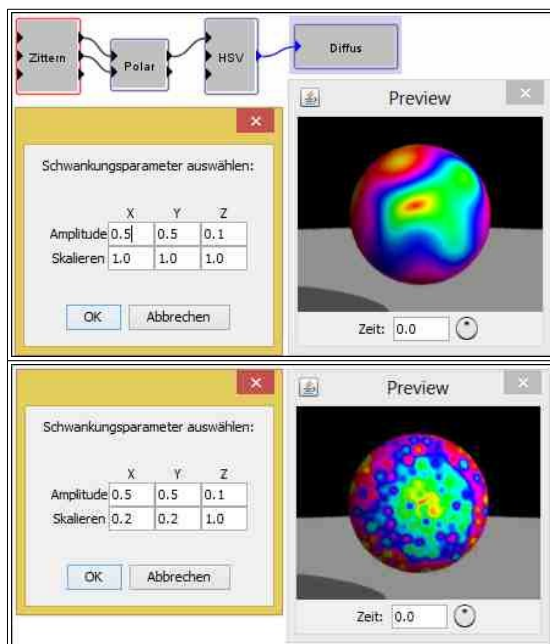 Zittern Polar HSV Diffus
Preview
Schwankungsparameter auswählen:
X Y Z
Amplitude 0.5 0.5 0.1
Skalieren 1.0 1.0 1.0
OK Abbrechen
Zeit: 0.0
Preview
Schwankungsparameter auswählen:
X Y Z
Amplitude 0.5 0.5 0.1
Skalieren 0.2 0.2 1.0
OK Abbrechen
Zeit: 0.0